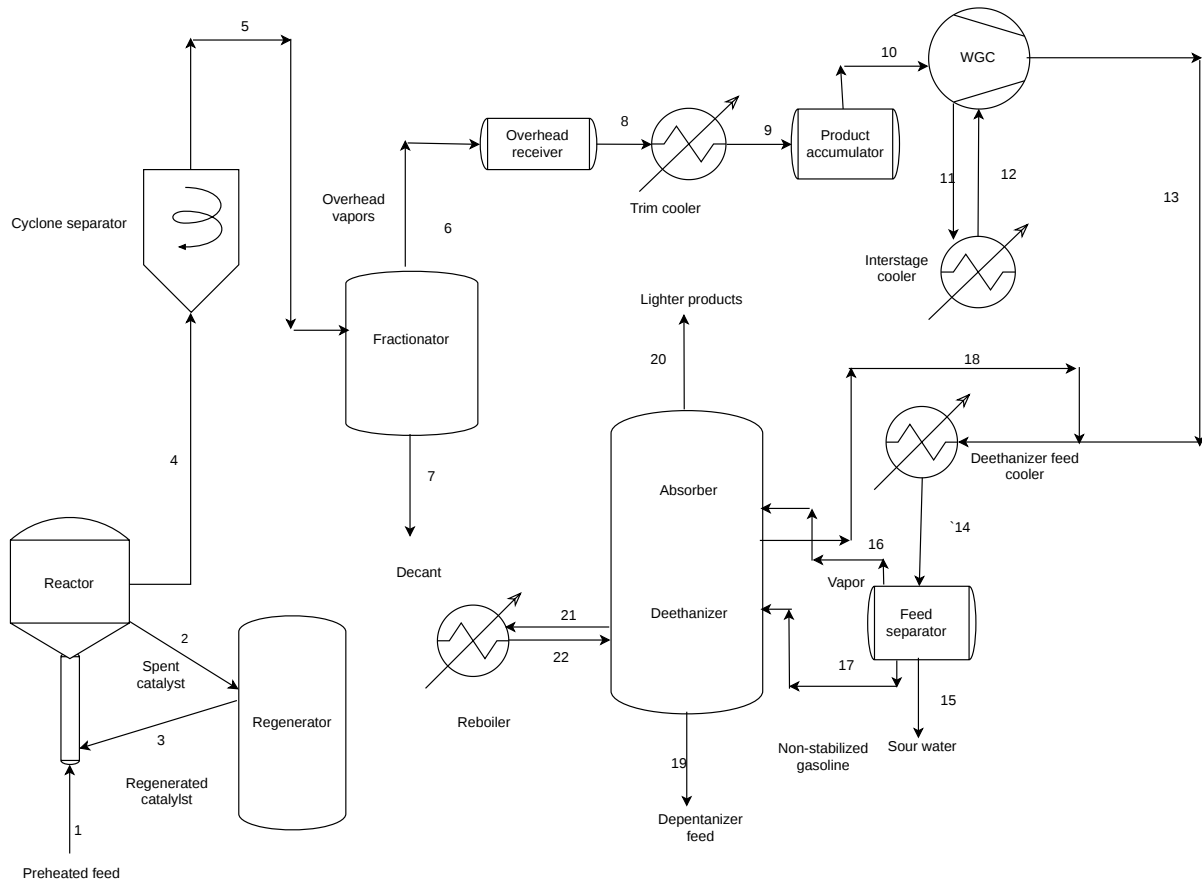 5
10
WGC
8
9
Overhead
receiver
Product
accumulator
11
12
13
Cyclone separator
Overhead
vapors
6
Trim cooler
Interstage
cooler
Lighter products
Fractionator
20
18
4
7
Deethanizer feed
cooler
Absorber
`14
16
Decant
Vapor
Reactor
Deethanizer
Feed
separator
21
22
2
Spent
catalyst
17
15
Regenerator
Reboiler
3
Non-stabilized
gasoline
Sour water
19
Regenerated
catalylst
Depentanizer
feed
1
Preheated feed